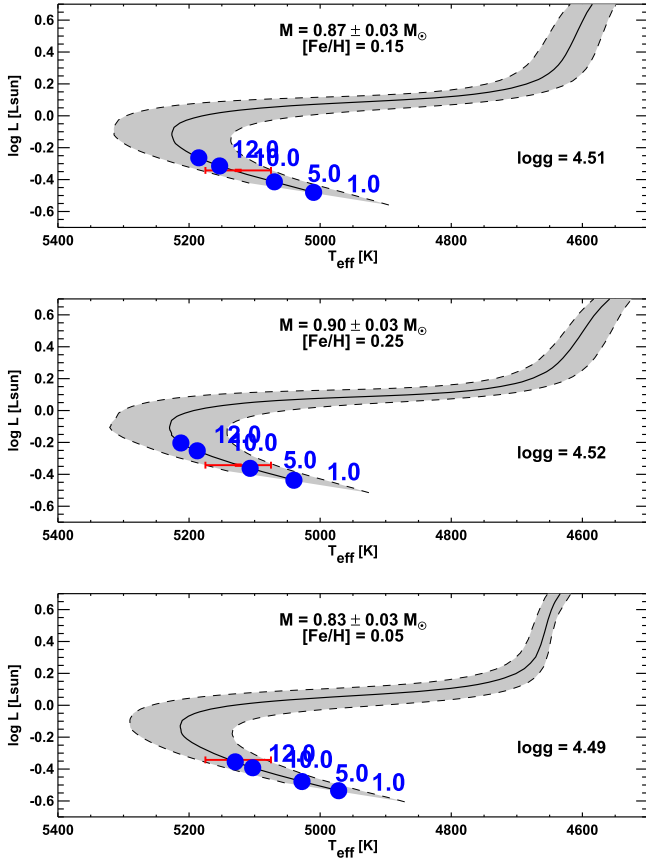 0.6
M = 0.87 ± 0.03 M⊙
[Fe/H] = 0.15
0.4
0.2
0.0
12.0
10.0
-0.2
logg = 4.51
5.0
1.0
-0.4
-0.6
log L [Lsun]
5400 5200 5000 4800 4600
Teff [K]
0.6
M = 0.90 ± 0.03 M⊙
[Fe/H] = 0.25
0.4
0.2
0.0
12.0
10.0
-0.2
logg = 4.52
5.0
1.0
-0.4
-0.6
log L [Lsun]
5400 5200 5000 4800 4600
Teff [K]
0.6
M = 0.83 ± 0.03 M⊙
[Fe/H] = 0.05
0.4
0.2
0.0
-0.2
logg = 4.49
12.0
10.0
5.0
1.0
-0.4
-0.6
log L [Lsun]
5400 5200 5000 4800 4600
Teff [K]